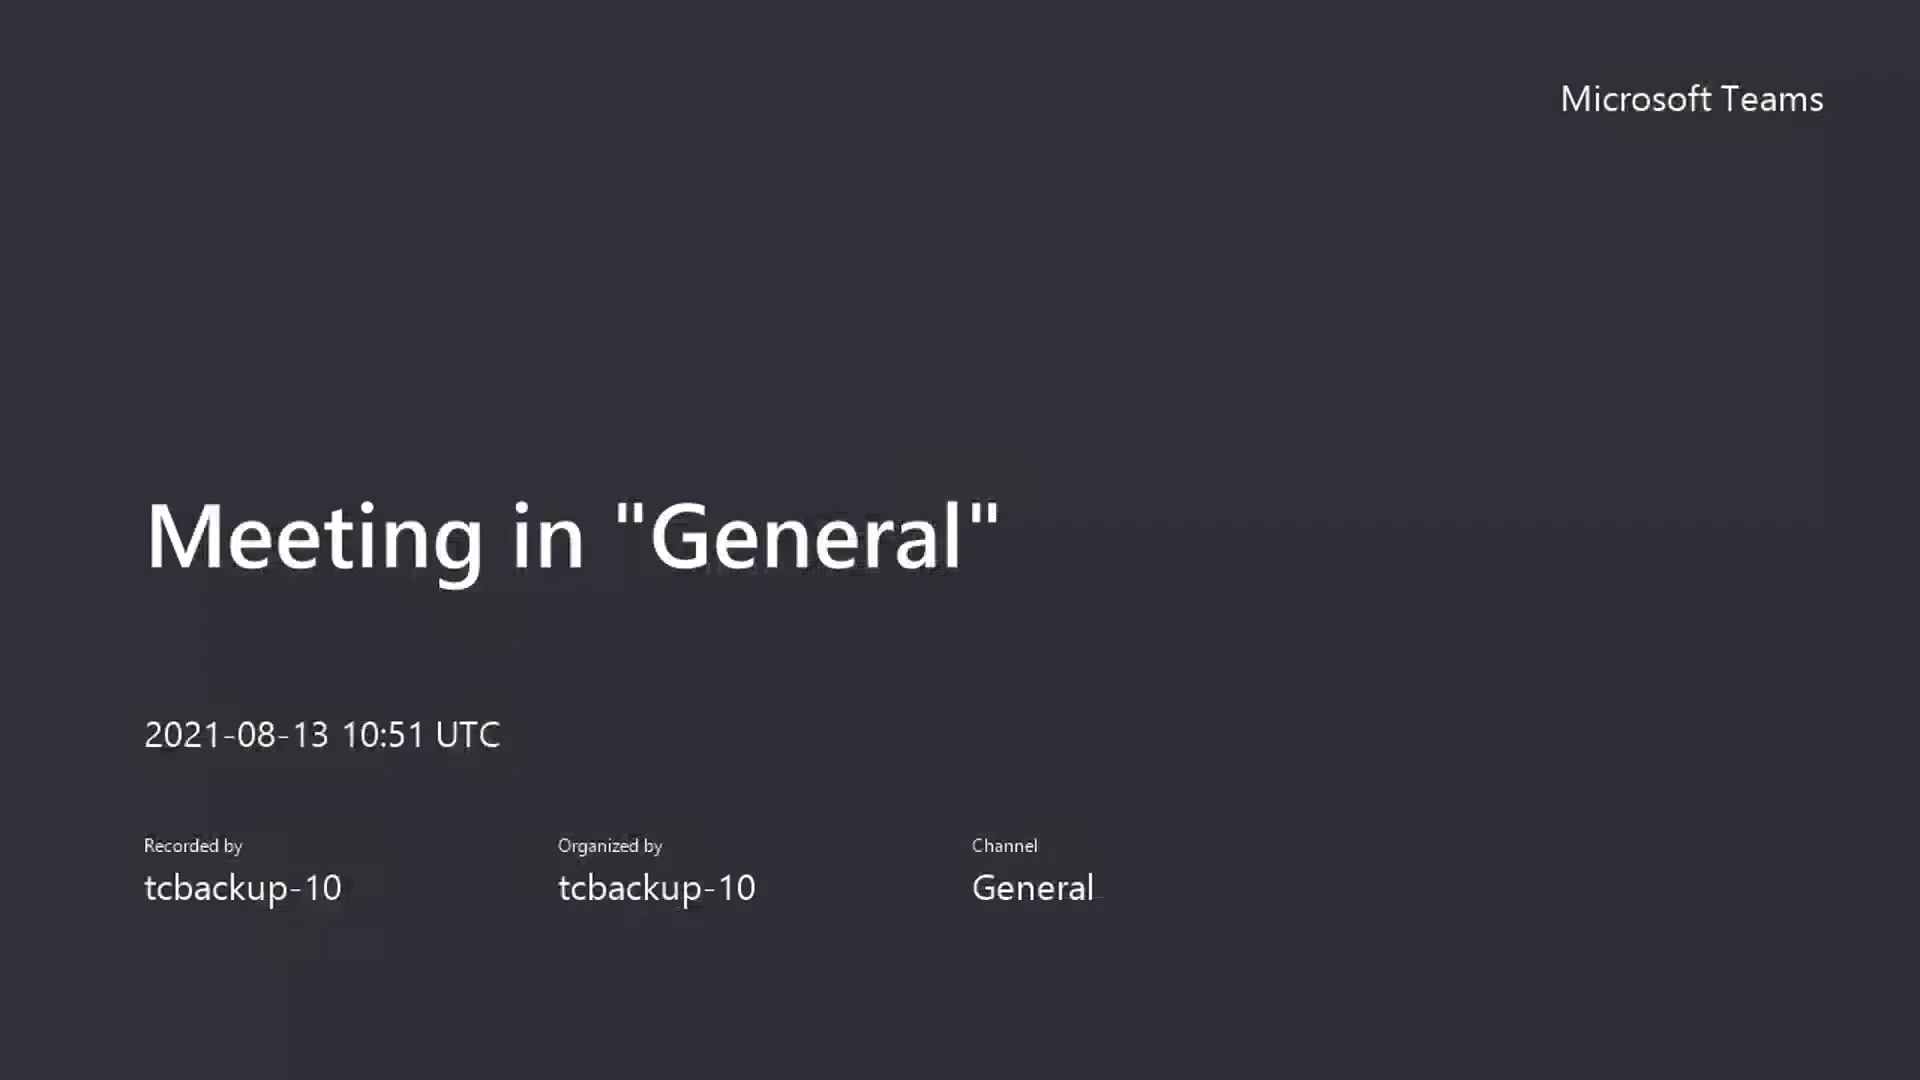 Microsoft Teams
Meeting in "General"
2021-08-13 10:51 UTC
Recorded by
tcbackup-10
Organized by
tcbackup-10
Channel
General